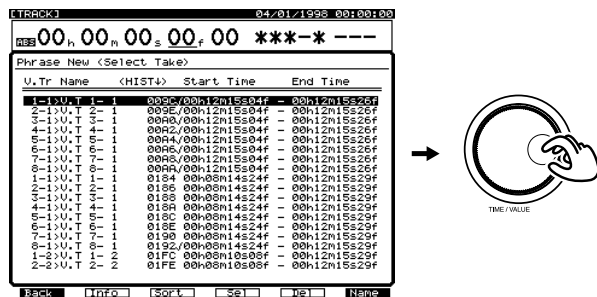 [TRACK] 04/01/1998 00:00:00
ABS 00h 00m 00s 00f 00 ***-* ---
Phrase New (Select Take)
V.Tr Name (HIST↓) Start Time End Time
1-1>V.T 1- 1 009C/00h12m15s04f - 00h12m15s26f
2-1>V.T 2- 1 009E/00h12m15s04f - 00h12m15s26f
3-1>V.T 3- 1 00A0/00h12m15s04f - 00h12m15s26f
4-1>V.T 4- 1 00A2/00h12m15s04f - 00h12m15s26f
5-1>V.T 5- 1 00A4/00h12m15s04f - 00h12m15s26f
6-1>V.T 6- 1 00A6/00h12m15s04f - 00h12m15s26f
7-1>V.T 7- 1 00A8/00h12m15s04f - 00h12m15s26f
8-1>V.T 8- 1 00AA/00h12m15s04f - 00h12m15s26f
1-1>V.T 1- 1 0184 00h08m14s24f - 00h12m15s29f
2-1>V.T 2- 1 0186 00h08m14s24f - 00h12m15s29f
3-1>V.T 3- 1 0188 00h08m14s24f - 00h12m15s29f
4-1>V.T 4- 1 018A 00h08m14s24f - 00h12m15s29f
5-1>V.T 5- 1 018C 00h08m14s24f - 00h12m15s29f
6-1>V.T 6- 1 018E 00h08m14s24f - 00h12m15s29f
7-1>V.T 7- 1 0190 00h08m14s24f - 00h12m15s29f
8-1>V.T 8- 1 0192/00h08m14s24f - 00h12m15s29f
1-2>V.T 1- 2 01FC 00h08m10s08f - 00h12m15s29f
2-2>V.T 2- 2 01FE 00h08m10s08f - 00h12m15s29f
Back Info Sort Sel Del Name
TIME / VALUE